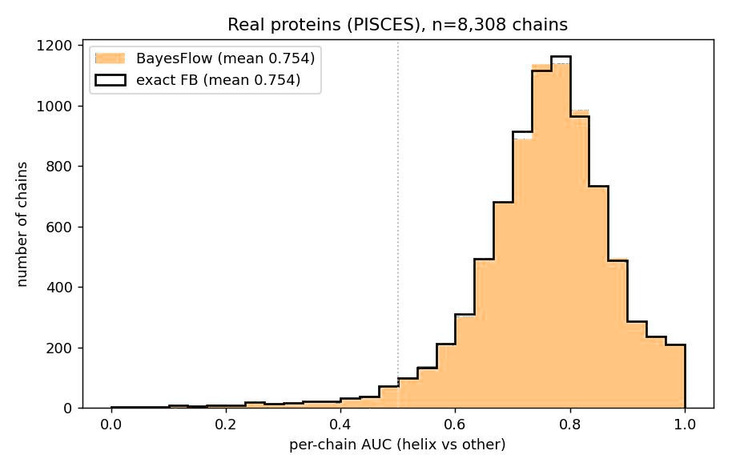 Real proteins (PISCES), n=8,308 chains
BayesFlow (mean 0.754)
exact FB (mean 0.754)
number of chains
1200
1000
800
600
400
200
0
0.0 0.2 0.4 0.6 0.8 1.0
per-chain AUC (helix vs other)